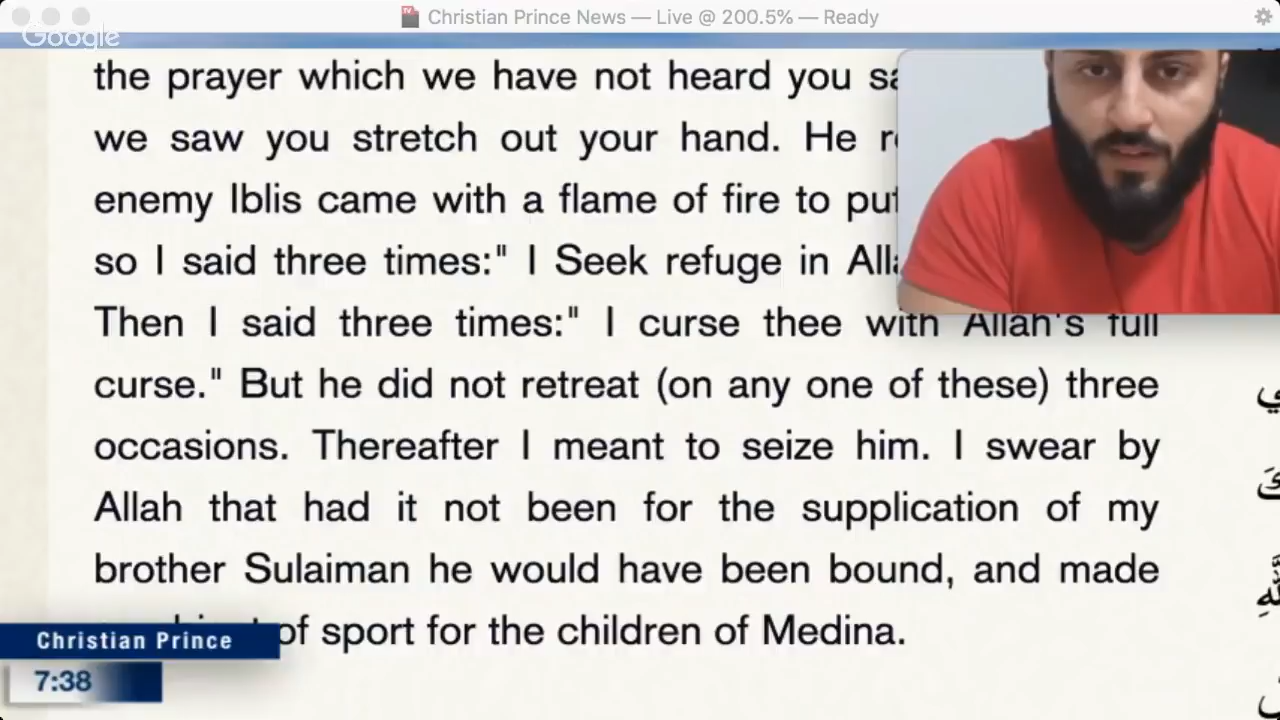 Christian Prince News — Live @ 200.5% — Ready
Google
the prayer which we have not heard you
we saw you stretch out your hand. He
enemy Iblis came with a flame of fire to
so I said three times:" I Seek refuge in
Then I said three times:" I curse thee with Allah's full
curse." But he did not retreat (on any one of these) three
occasions. Thereafter I meant to seize him. I swear by
Allah that had it not been for the supplication of my
brother Sulaiman he would have been bound, and made
of sport for the children of Medina.
Christian Prince
7:38